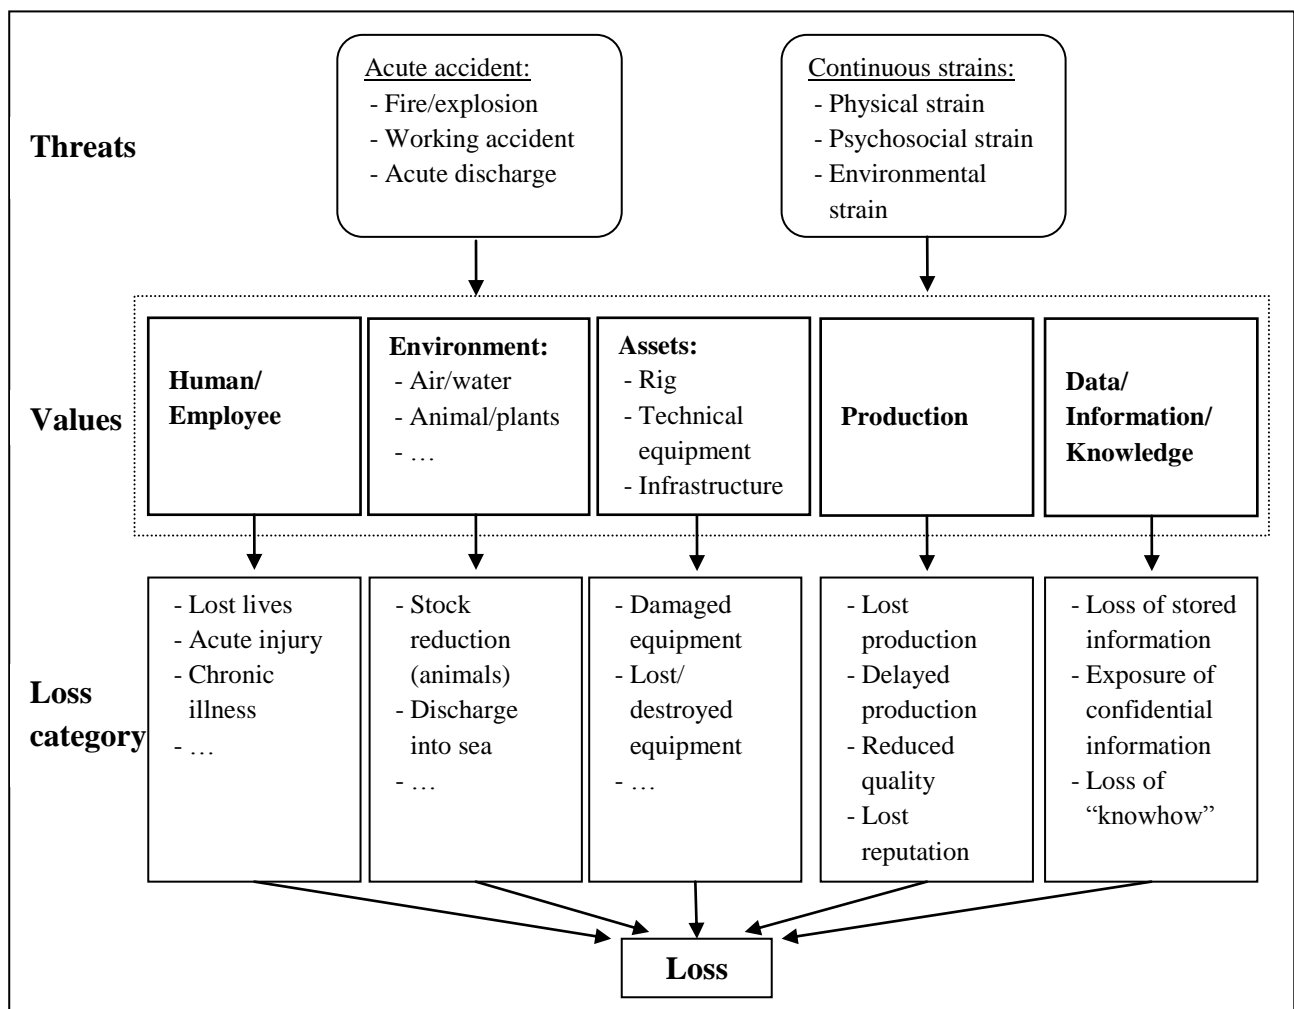 Threats
Acute accident:
- Fire/explosion
- Working accident
- Acute discharge
Continuous strains:
- Physical strain
- Psychosocial strain
- Environmental
strain
Values
Human/
Employee
Environment:
- Air/water
- Animal/plants
- …
Assets:
- Rig
- Technical
equipment
- Infrastructure
Production
Data/
Information/
Knowledge
Loss
category
- Lost lives
- Acute injury
- Chronic
illness
- …
- Stock
reduction
(animals)
- Discharge
into sea
- …
- Damaged
equipment
- Lost/
destroyed
equipment
- …
- Lost
production
- Delayed
production
- Reduced
quality
- Lost
reputation
- Loss of stored
information
- Exposure of
confidential
information
- Loss of
“knowhow”
Loss